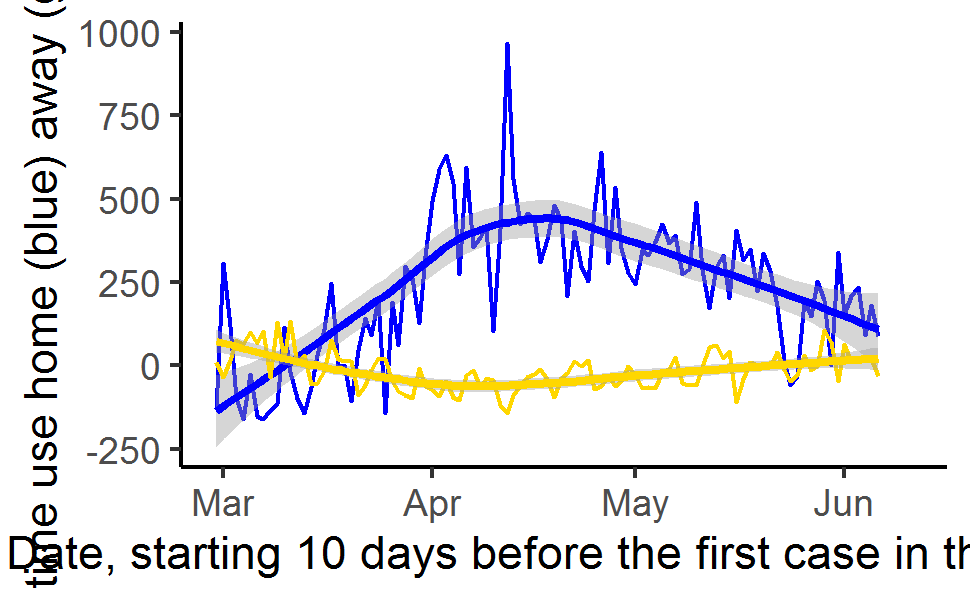 time use home (blue) away (
1000
750
500
250
0
-250
Mar Apr May Jun
Date, starting 10 days before the first case in th